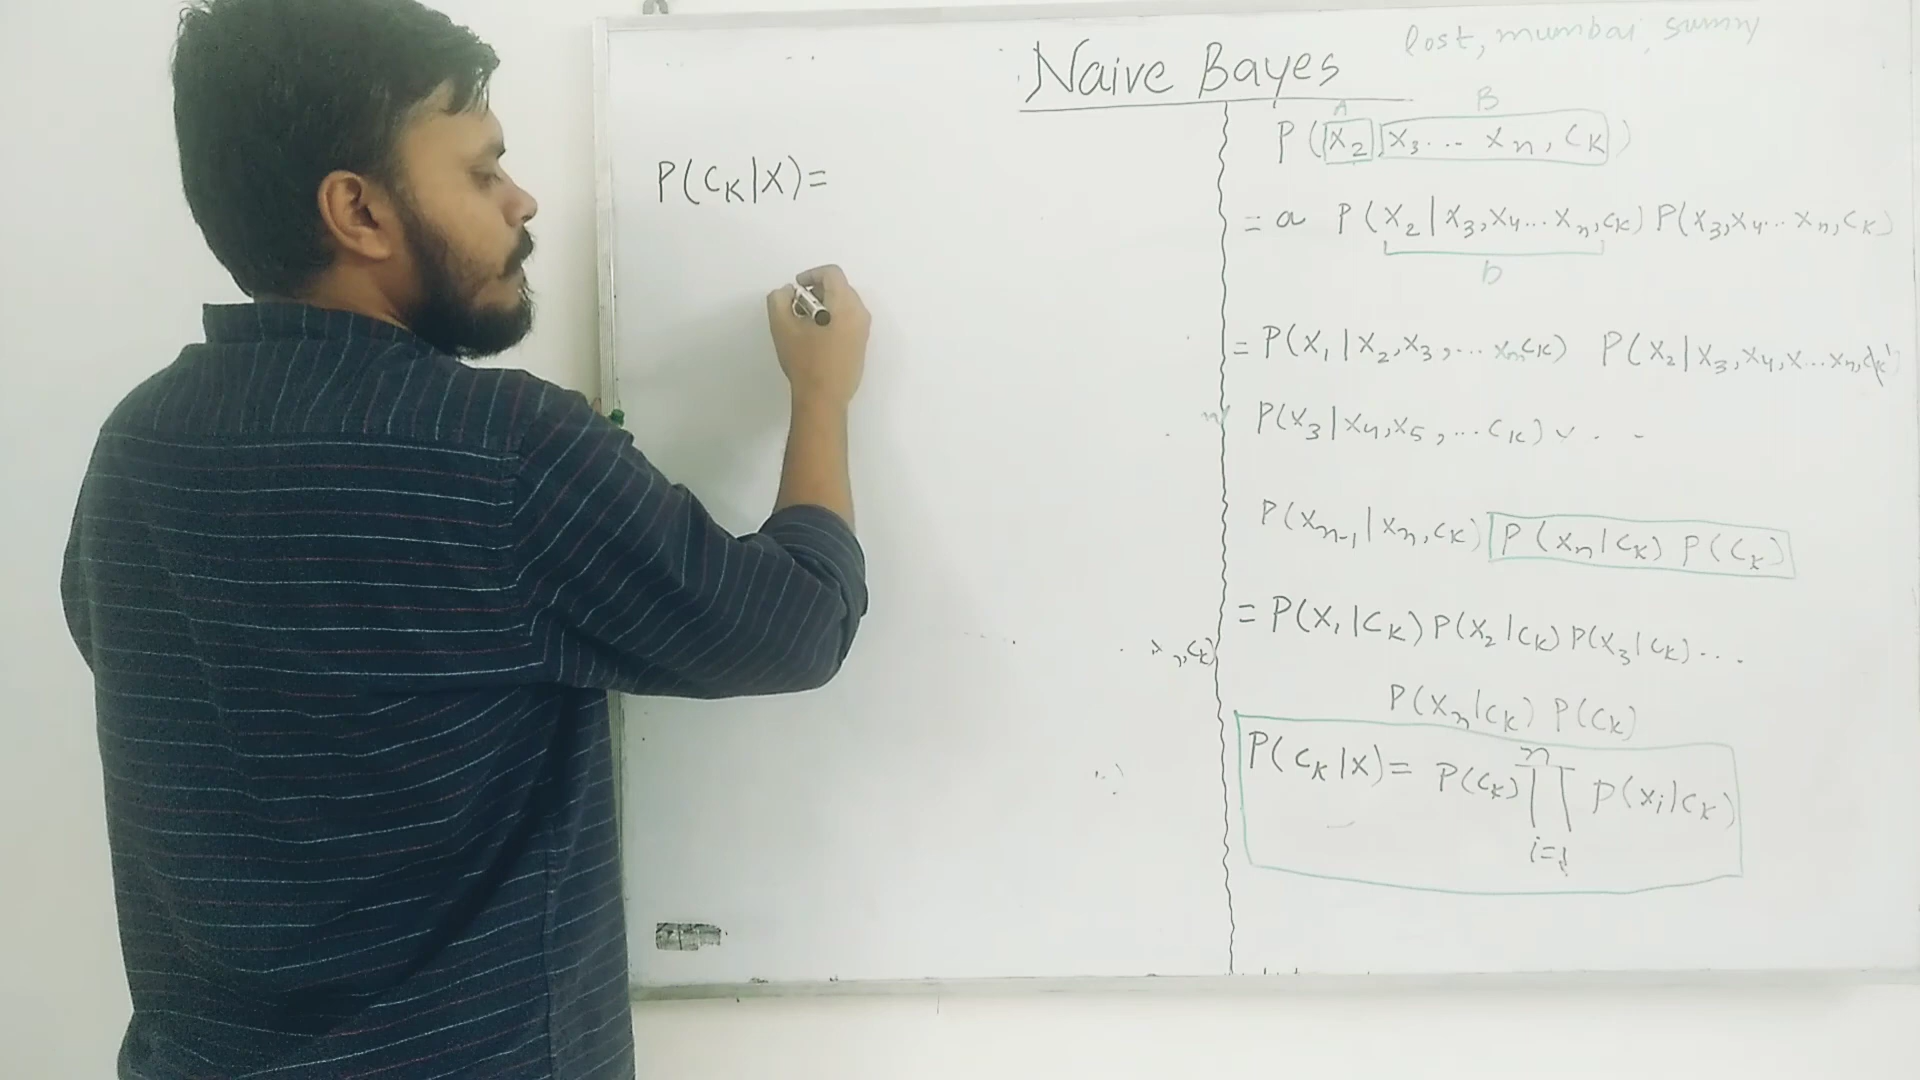 lost, mumbai, sunny
Naive Bayes
P(CK|X)=
A B
P(x2|x3... xn, CK)
= a P(x2|x3,x4...xn,CK) P(x3,x4...xn,CK)
b
= P(x1|x2,x3,...xn,CK) P(x2|x3,x4,x...xn,CK)
P(x3|x4,x5,...CK) ...
P(xn-1|xn,CK) P(xn|CK) P(CK)
= P(x1|CK) P(x2|CK) P(x3|CK)...
xn,CK)
P(xn|CK) P(CK)
P(CK|X)= P(CK) n∏i=1 P(xi|CK)